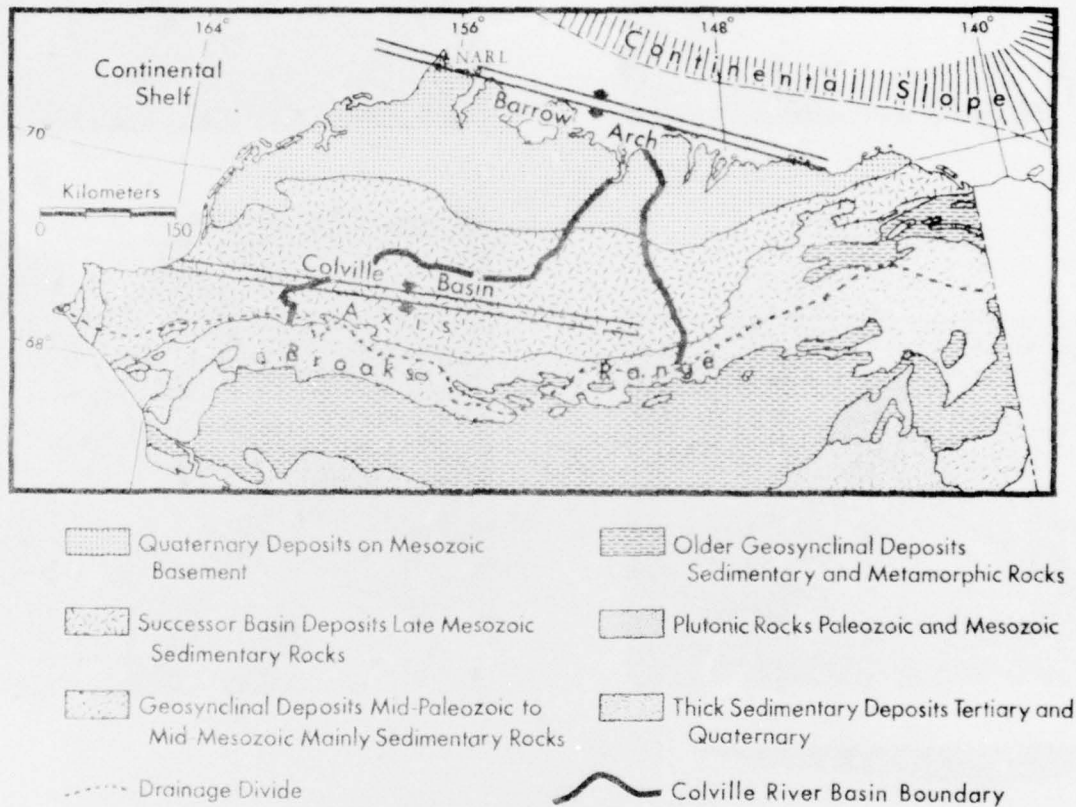 164°
156°
148°
140°
Continental Slope
NARL
Continental
Shelf
Barrow
Arch
70°
Kilometers
0
150
Colville
Basin
Axis
68°
Brooks
Range
Quaternary Deposits on Mesozoic
Basement
Successor Basin Deposits Late Mesozoic
Sedimentary Rocks
Geosynclinal Deposits Mid-Paleozoic to
Mid-Mesozoic Mainly Sedimentary Rocks
Drainage Divide
Older Geosynclinal Deposits
Sedimentary and Metamorphic Rocks
Plutonic Rocks Paleozoic and Mesozoic
Thick Sedimentary Deposits Tertiary and
Quaternary
Colville River Basin Boundary